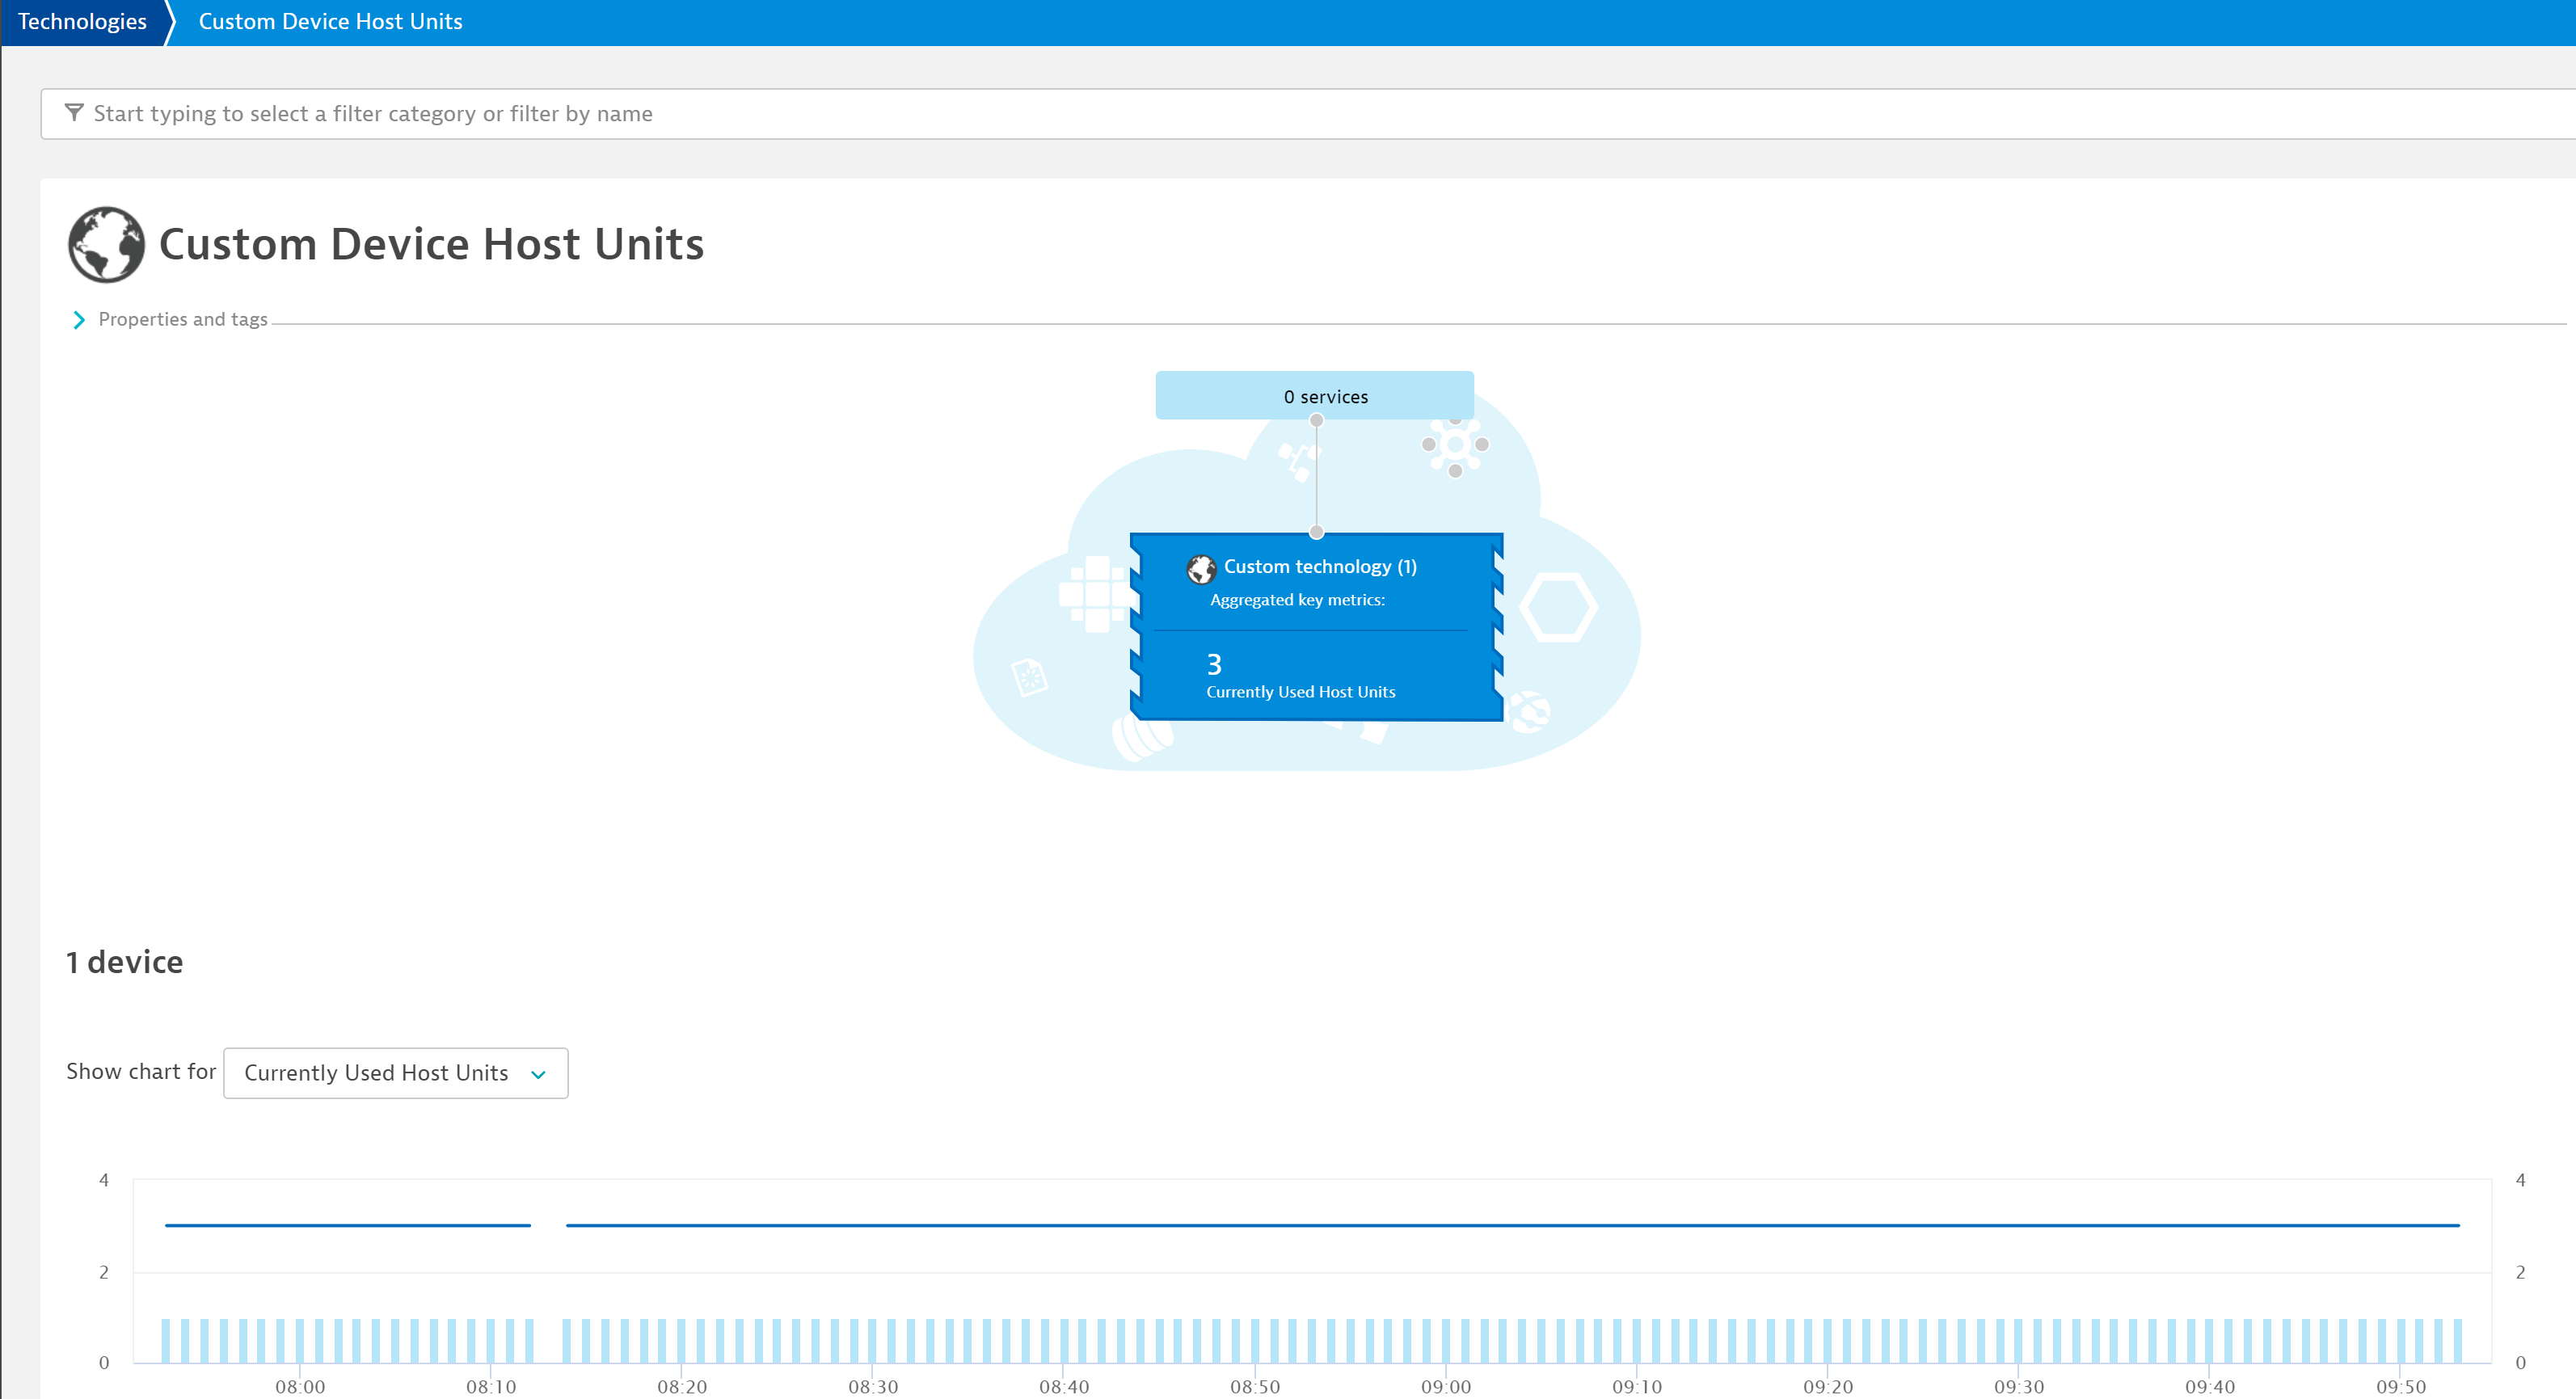 Technologies
Custom Device Host Units
Start typing to select a filter category or filter by name
Custom Device Host Units
Properties and tags
0 services
Custom technology (1)
Aggregated key metrics:
3
Currently Used Host Units
1 device
Show chart for
Currently Used Host Units
4
4
2
2
0
0
08:00 08:10 08:20 08:30 08:40 08:50 09:00 09:10 09:20 09:30 09:40 09:50